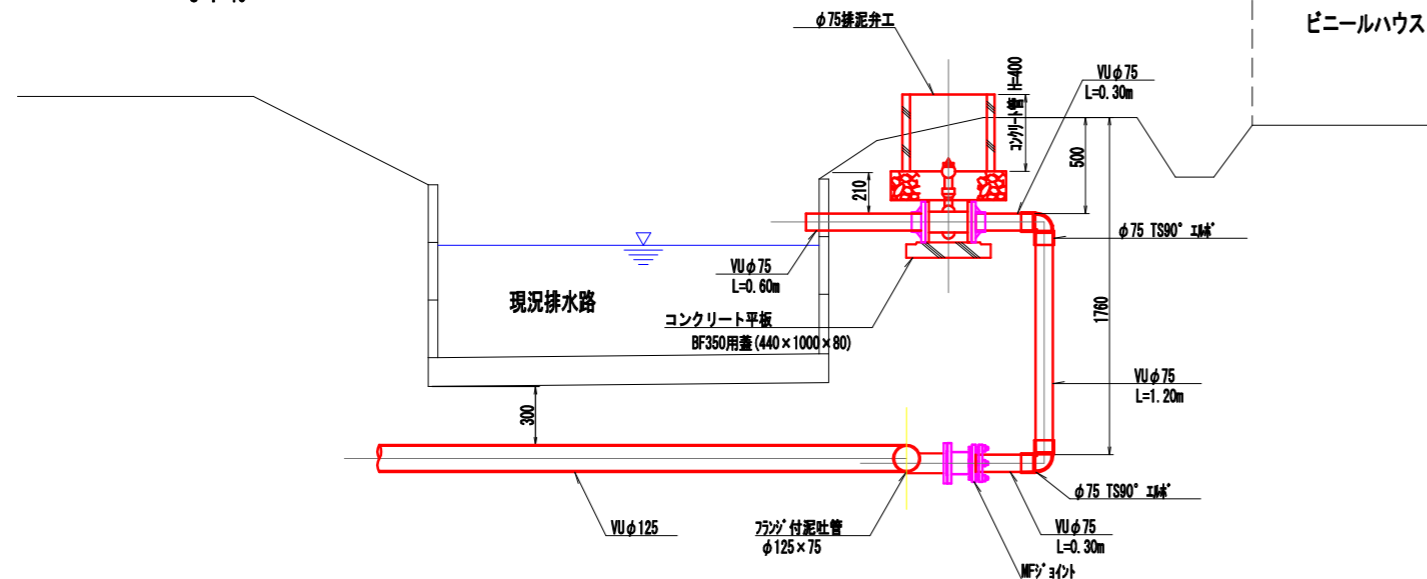 φ75排泥弁工
ビニールハウス
コンクリート管 H=400
VUφ75
L=0.30m
500
210
φ75 TS90° エルボ
VUφ75
L=0.60m
現況排水路
コンクリート平板
BF350用蓋(440×1000×80)
1760
VUφ75
L=1.20m
300
φ75 TS90° エルボ
VUφ125
フランジ付泥吐管
φ125×75
VUφ75
L=0.30m
MFジョイント